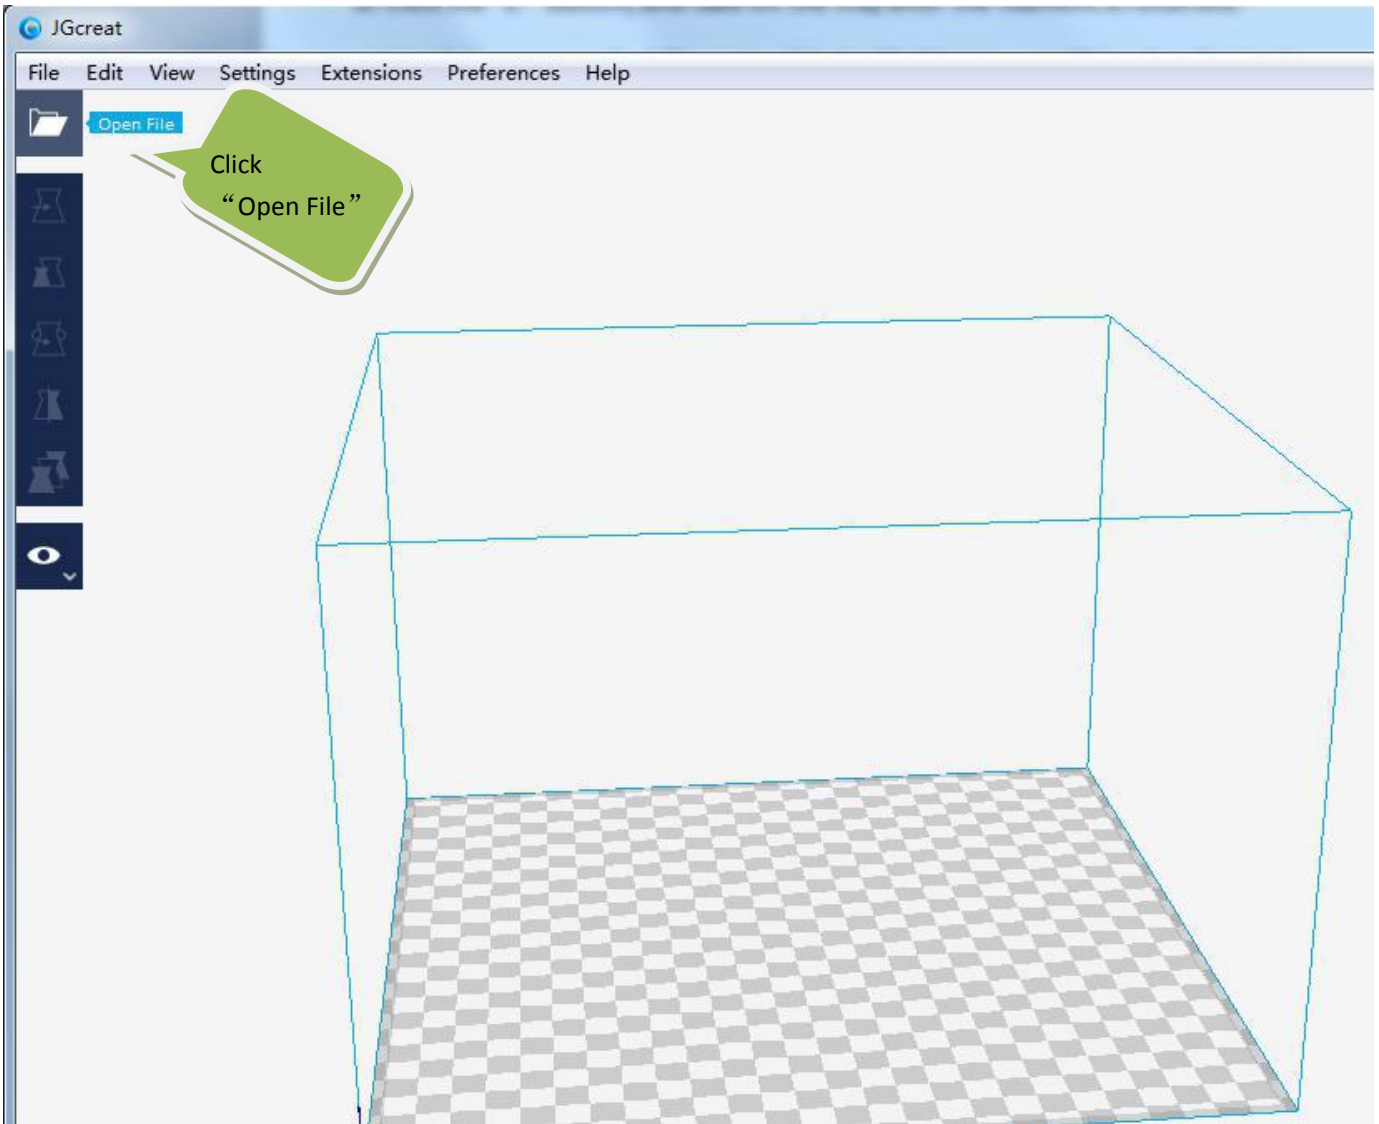 JGcreat
File Edit View Settings Extensions Preferences Help
Open File
Click
“Open File”